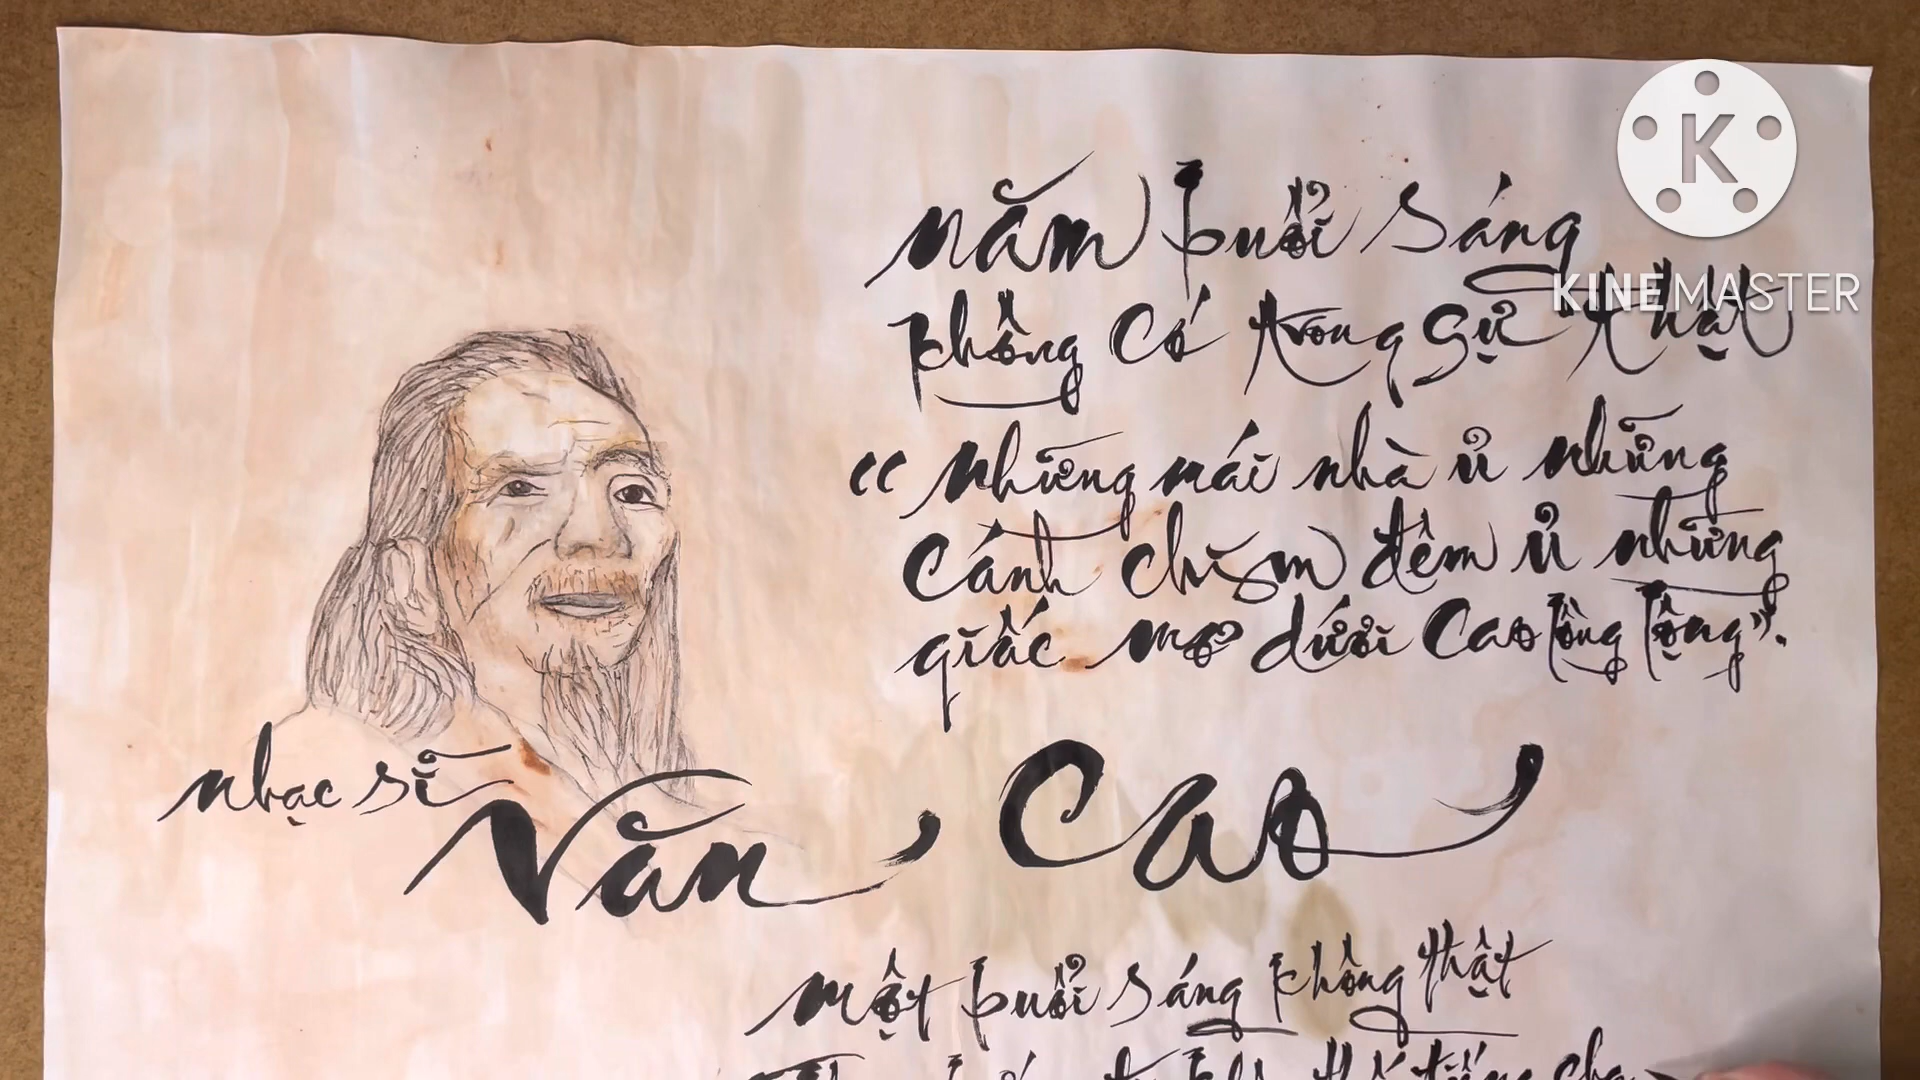 năm buổi sáng
không có trong sự thật
“ những mái nhà ủ những
cánh chim đêm ủ những
giấc mơ dưới cao lồng lộng”.
nhạc sĩ
Văn Cao
một buổi sáng không thật
K
KINEMASTER